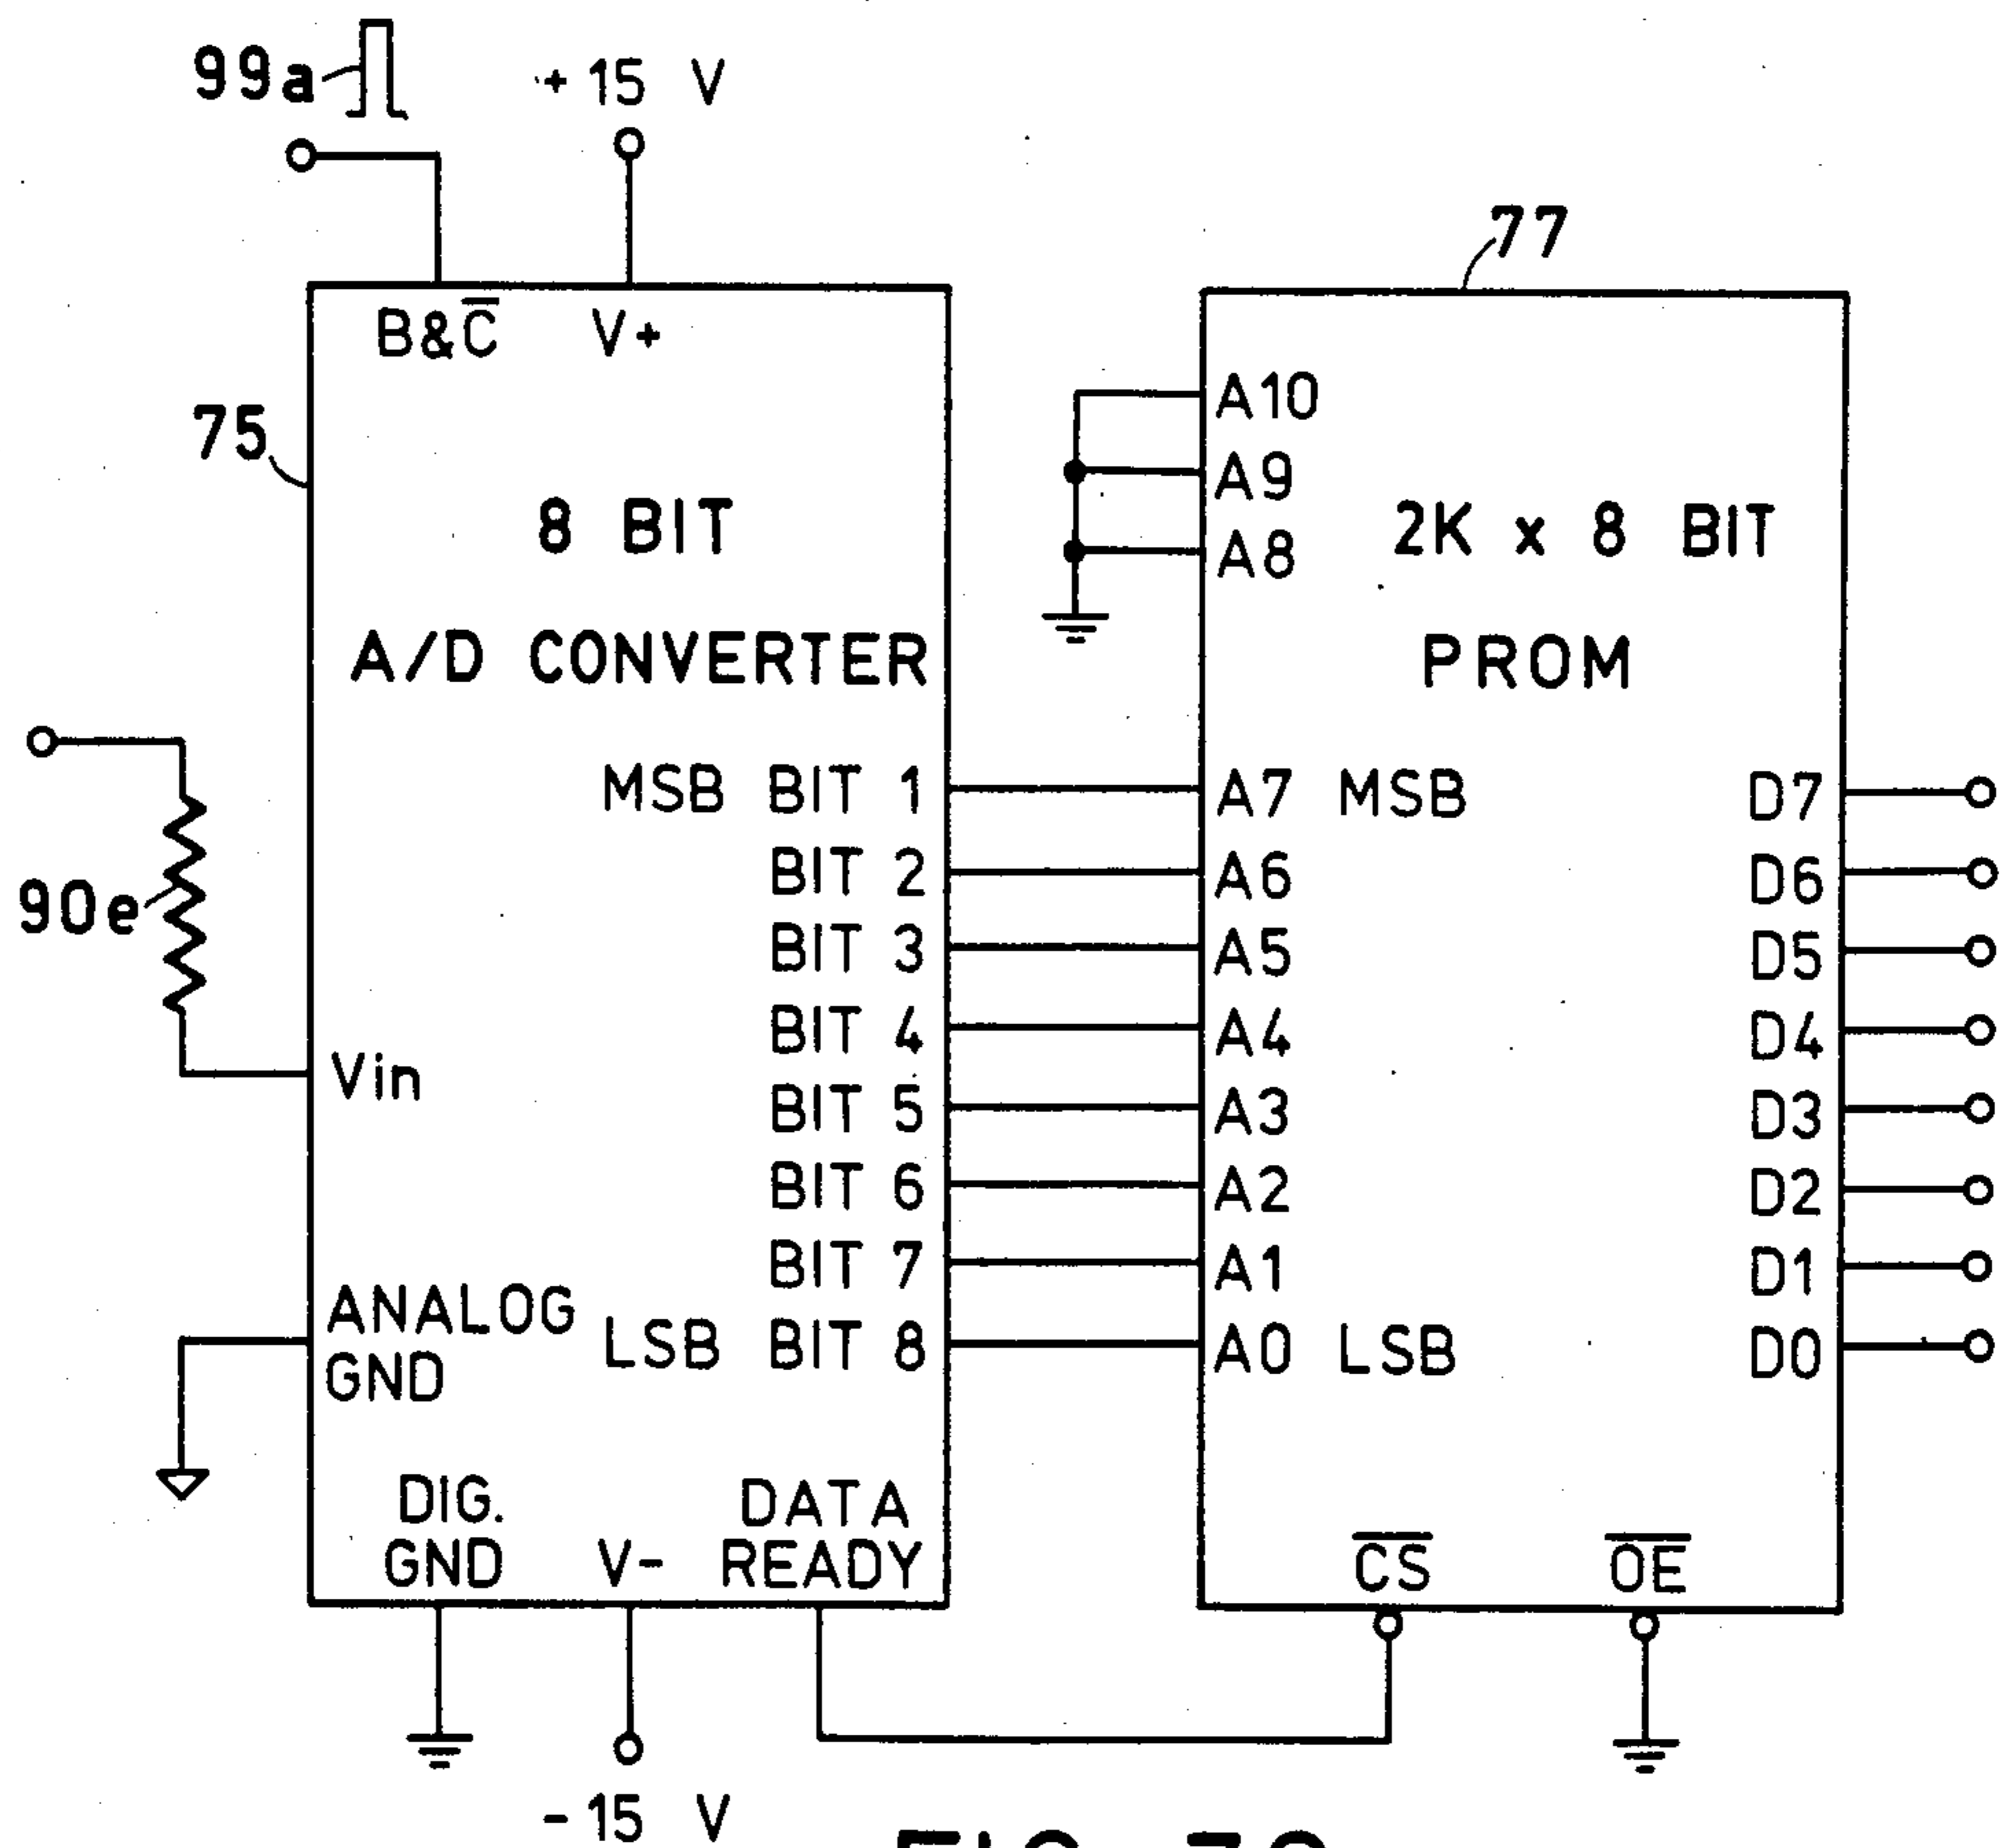 99a
+15 V
77
B&C̅ V+
A10
75
A9
8 BIT
2K x 8 BIT
A8
A/D CONVERTER
PROM
MSB BIT 1
A7 MSB
D7
BIT 2
A6
D6
90e
BIT 3
A5
D5
BIT 4
A4
D4
Vin
BIT 5
A3
D3
BIT 6
A2
D2
BIT 7
A1
D1
ANALOG
GND
LSB BIT 8
A0 LSB
D0
DIG.
GND
V-
DATA
READY
C̅S̅
O̅E̅
-15 V